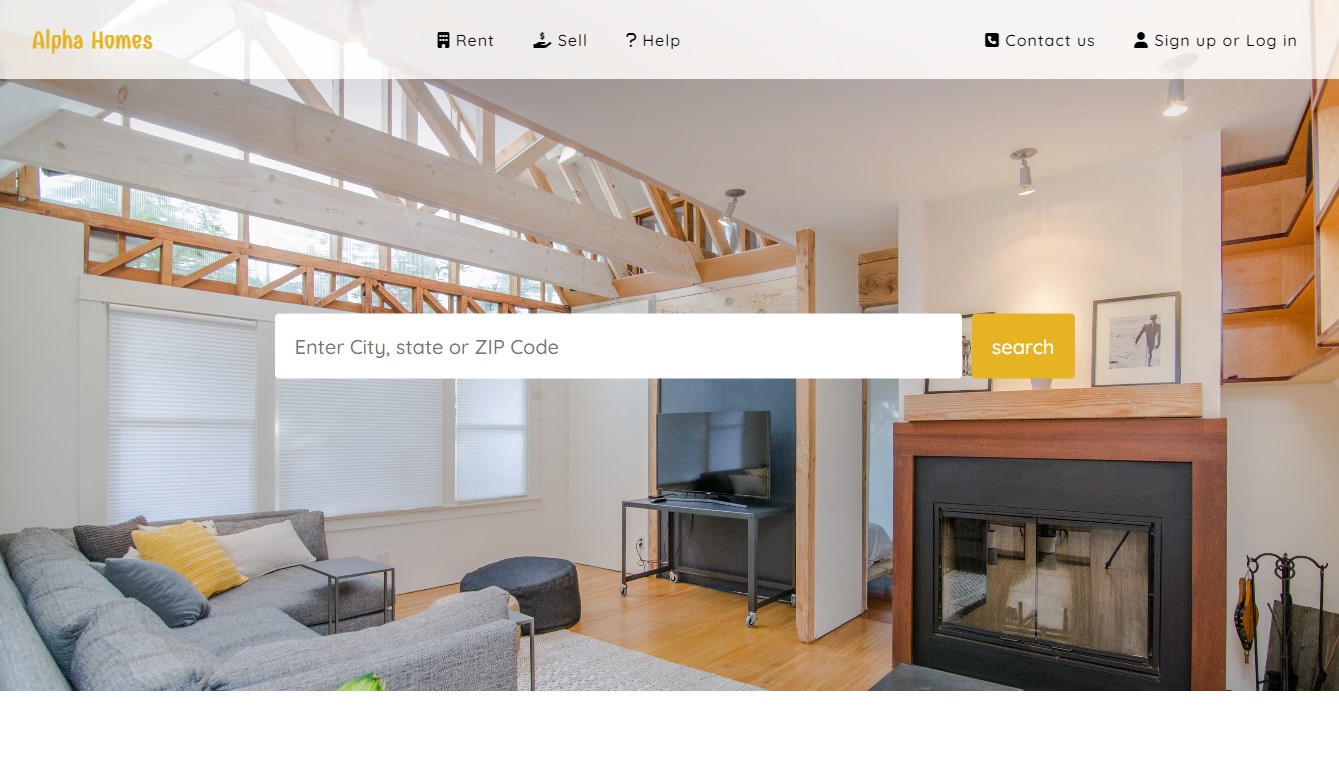 Alpha Homes
Rent
Sell
? Help
Contact us
Sign up or Log in
Enter City, state or ZIP Code
search